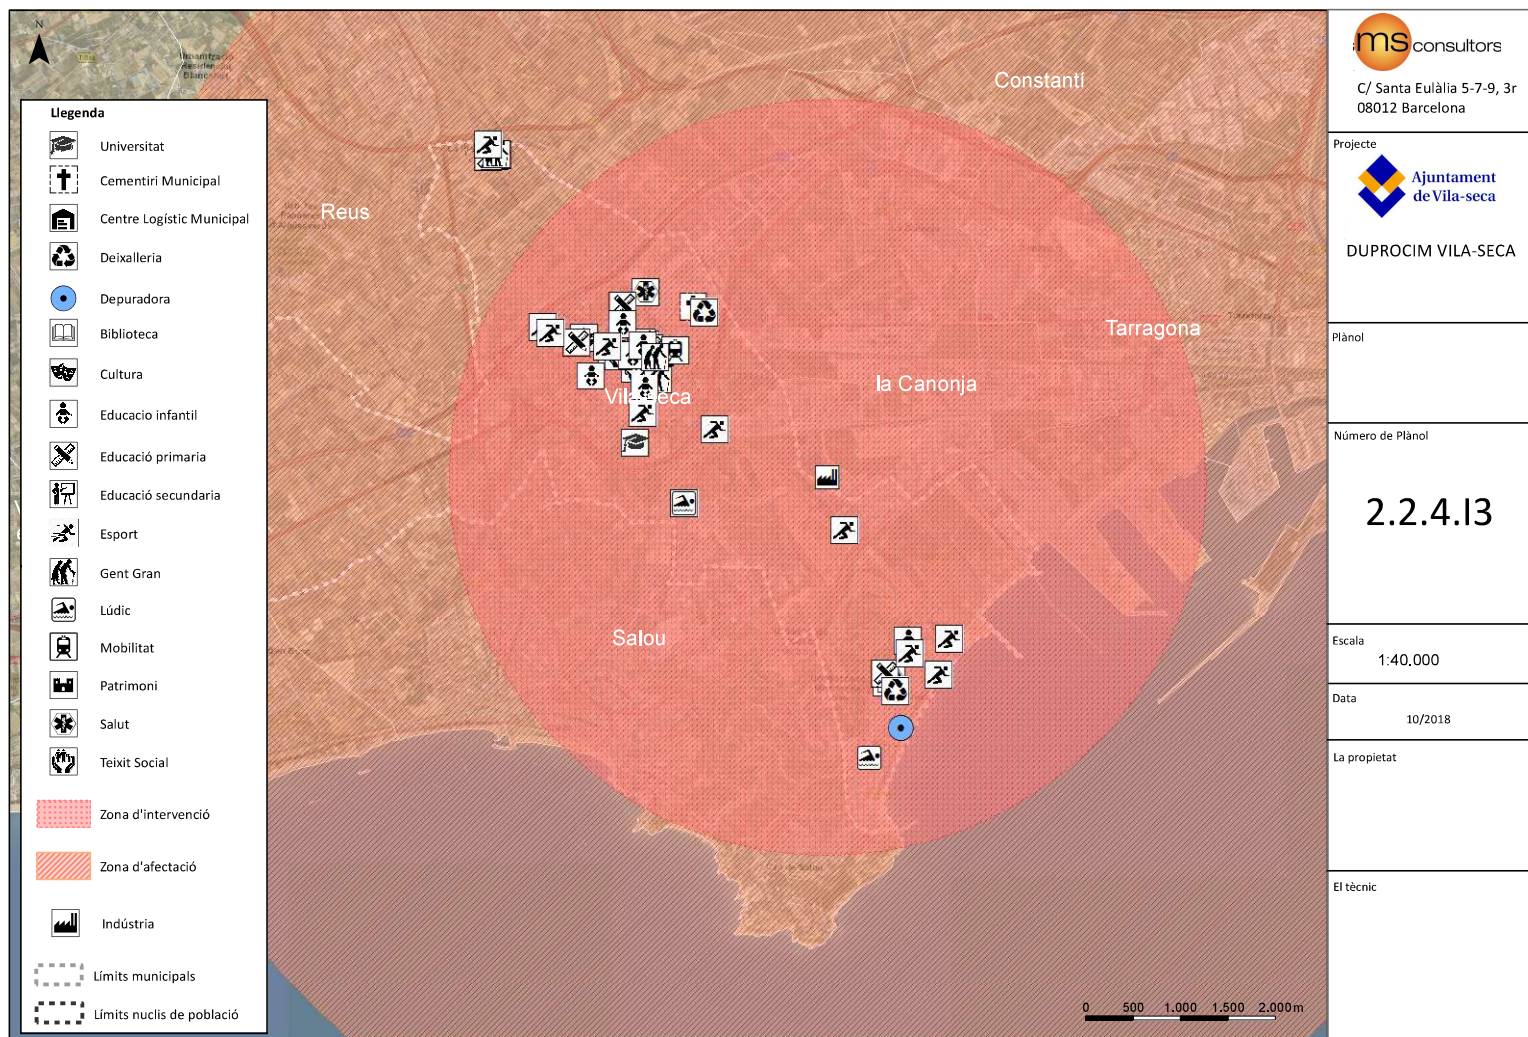 N
Llegenda
Universitat
Cementiri Municipal
Centre Logístic Municipal
Deixalleria
Depuradora
Biblioteca
Cultura
Educacio infantil
Educació primaria
Educació secundaria
Esport
Gent Gran
Lúdic
Mobilitat
Patrimoni
Salut
Teixit Social
Zona d'intervenció
Zona d'afectació
Indústria
Límits municipals
Límits nuclis de població
Constantí
Reus
Tarragona
la Canonja
Vila-seca
Salou
0 500 1.000 1.500 2.000 m
ms consultors
C/ Santa Eulàlia 5-7-9, 3r
08012 Barcelona
Projecte
Ajuntament
de Vila-seca
DUPROCIM VILA-SECA
Plànol
Número de Plànol
2.2.4.I3
Escala
1:40.000
Data
10/2018
La propietat
El tècnic